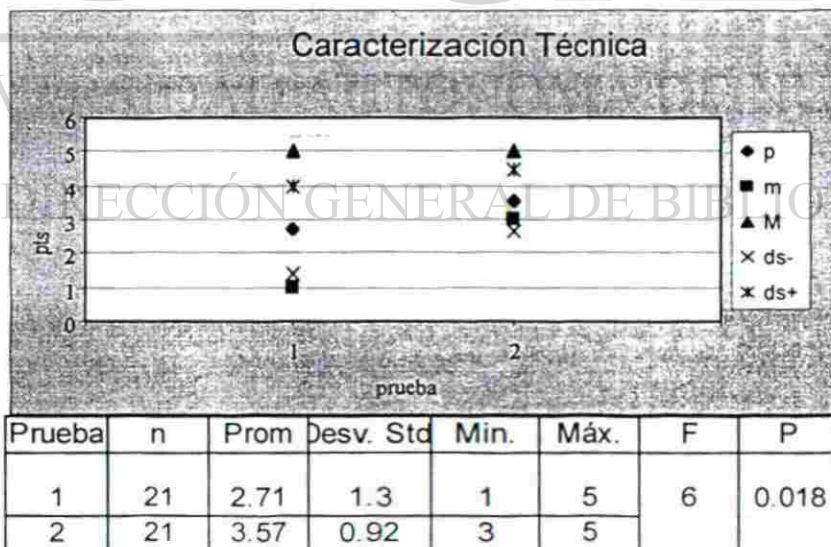 Caracterización Técnica
DIRECCIÓN GENERAL DE BIBLIO
6
5
4
3
2
1
0
pts
1 2
prueba
p
m
M
ds-
ds+
Prueba n Prom Desv. Std Min. Máx. F P
1 21 2.71 1.3 1 5 6 0.018
2 21 3.57 0.92 3 5